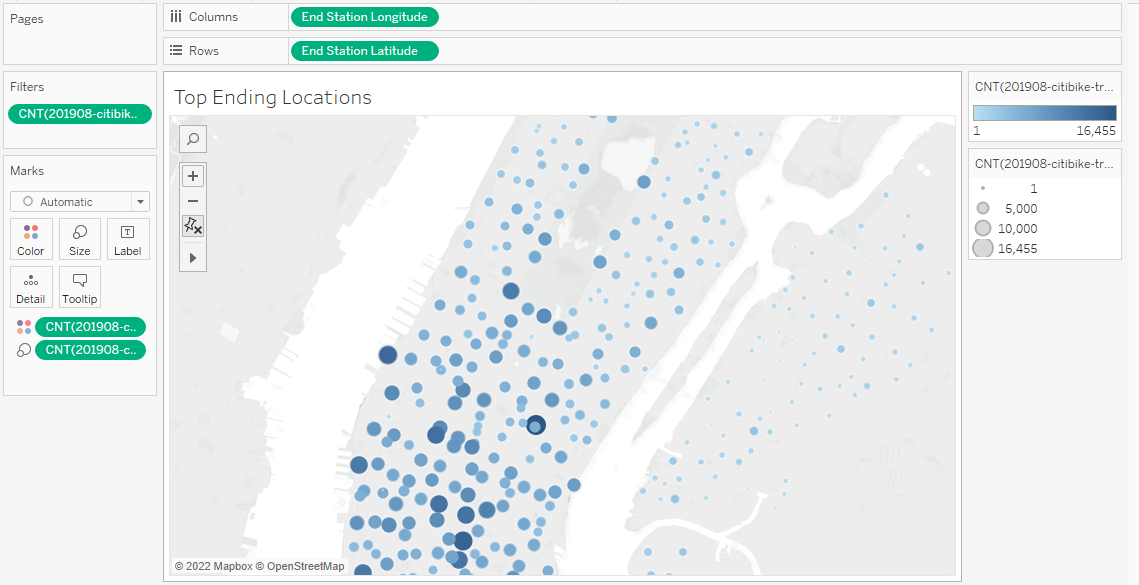 Pages
Columns
End Station Longitude
Rows
End Station Latitude
Filters
CNT(201908-citibik..
Marks
Automatic
Color
Size
Label
Detail
Tooltip
CNT(201908-c..
CNT(201908-c..
Top Ending Locations
© 2022 Mapbox © OpenStreetMap
CNT(201908-citibike-tr...
1
16,455
CNT(201908-citibike-tr...
1
5,000
10,000
16,455